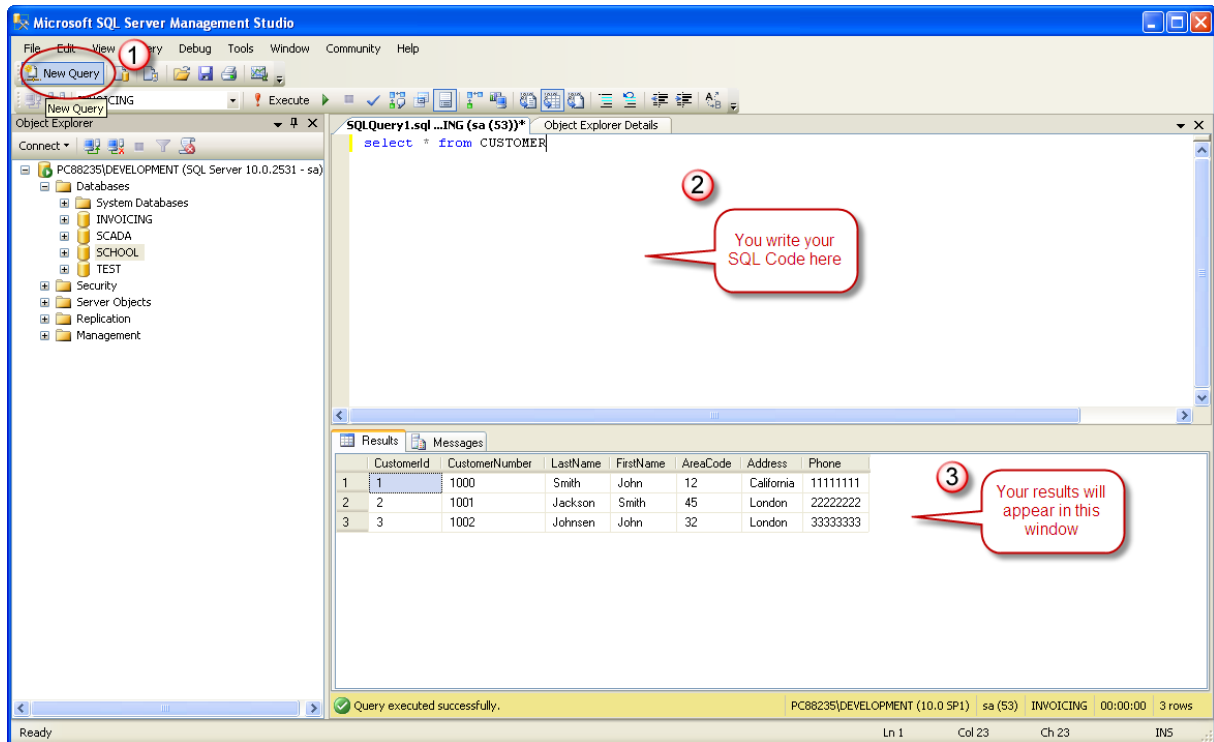 Microsoft SQL Server Management Studio
File Edit View Debug Tools Window Community Help
1
New Query
Execute
New Query
Object Explorer
SQLQuery1.sql ...ING (sa (53))* Object Explorer Details
Connect
select * from CUSTOMER
PC88235\DEVELOPMENT (SQL Server 10.0.2531 - sa)
Databases
System Databases
INVOICING
SCADA
SCHOOL
TEST
Security
Server Objects
Replication
Management
2
You write your
SQL Code here
Results Messages
CustomerId CustomerNumber LastName FirstName AreaCode Address Phone
1 1 1000 Smith John 12 California 11111111
2 2 1001 Jackson Smith 45 London 22222222
3 3 1002 Johnsen John 32 London 33333333
3
Your results will
appear in this
window
Query executed successfully. PC88235\DEVELOPMENT (10.0 SP1) sa (53) INVOICING 00:00:00 3 rows
Ready Ln 1 Col 23 Ch 23 INS